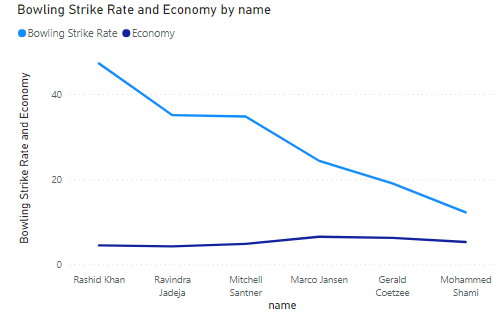 Bowling Strike Rate and Economy by name
Bowling Strike Rate Economy
Bowling Strike Rate and Economy
40
20
0
Rashid Khan Ravindra Jadeja Mitchell Santner Marco Jansen Gerald Coetzee Mohammed Shami
name